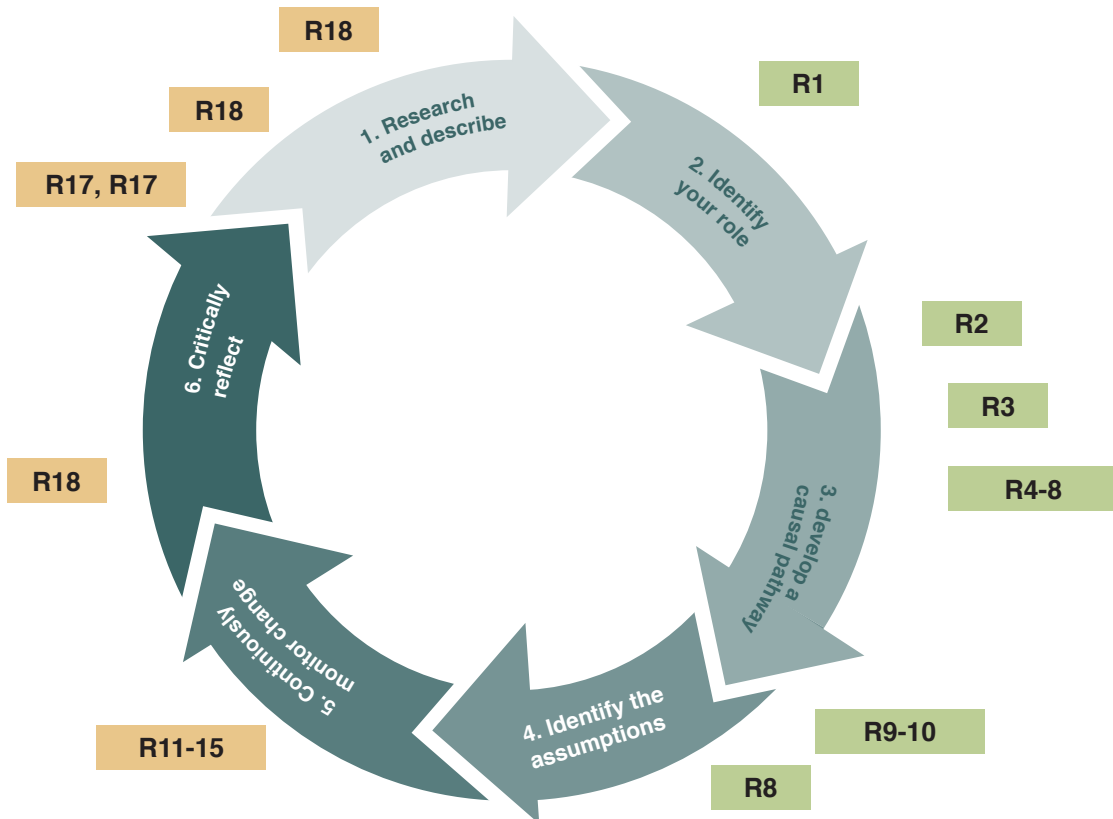 R18
R1
R18
R17, R17
1. Research
and describe
2. Identify
your role
R2
R3
R4-8
3. develop a
causal pathway
R9-10
R8
4. Identify the
assumptions
5. Continiously
monitor change
R11-15
R18
6. Critically
reflect